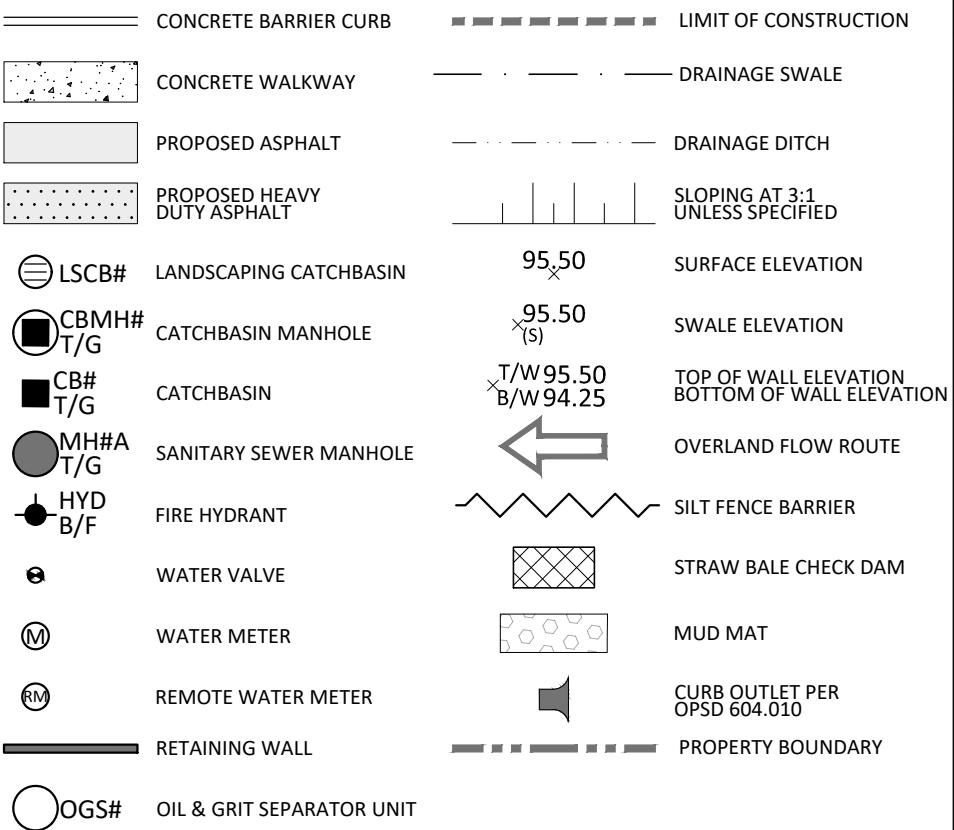 CONCRETE BARRIER CURB
CONCRETE WALKWAY
PROPOSED ASPHALT
PROPOSED HEAVY
DUTY ASPHALT
LSCB# LANDSCAPING CATCHBASIN
CBMH#
T/G
CATCHBASIN MANHOLE
CB#
T/G
CATCHBASIN
MH#A
T/G
SANITARY SEWER MANHOLE
HYD
B/F
FIRE HYDRANT
WATER VALVE
M WATER METER
RM REMOTE WATER METER
RETAINING WALL
OGS# OIL & GRIT SEPARATOR UNIT
LIMIT OF CONSTRUCTION
DRAINAGE SWALE
DRAINAGE DITCH
SLOPING AT 3:1
UNLESS SPECIFIED
95.50 SURFACE ELEVATION
95.50
(S)
SWALE ELEVATION
T/W 95.50
B/W 94.25
TOP OF WALL ELEVATION
BOTTOM OF WALL ELEVATION
OVERLAND FLOW ROUTE
SILT FENCE BARRIER
STRAW BALE CHECK DAM
MUD MAT
CURB OUTLET PER
OPSD 604.010
PROPERTY BOUNDARY